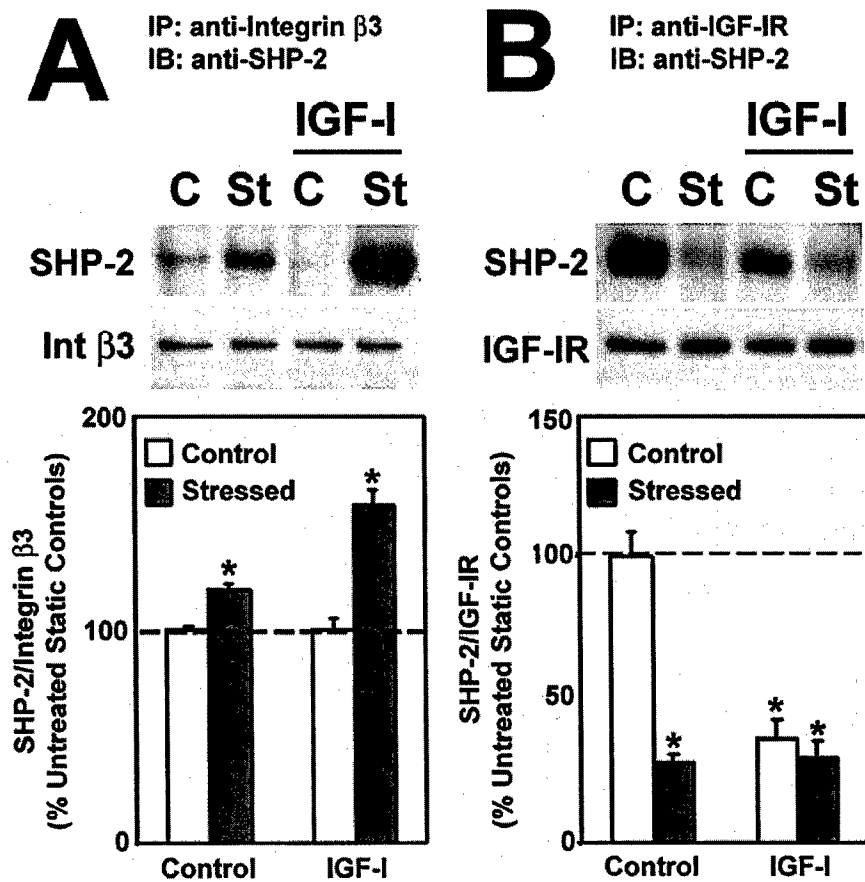 A
IP: anti-Integrin β3
IB: anti-SHP-2
IGF-I
C St C St
SHP-2
Int β3
200
100
0
Control
Stressed
*
*
SHP-2/Integrin β3
(% Untreated Static Controls)
Control IGF-I
B
IP: anti-IGF-IR
IB: anti-SHP-2
IGF-I
C St C St
SHP-2
IGF-IR
150
100
50
0
Control
Stressed
*
*
*
SHP-2/IGF-IR
(% Untreated Static Controls)
Control IGF-I